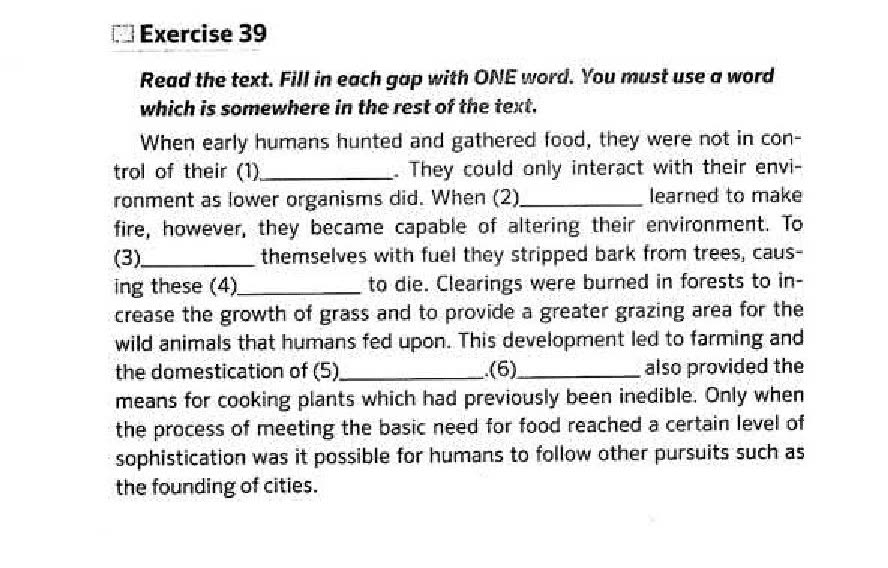 Exercise 39
Read the text. Fill in each gap with ONE word. You must use a word
which is somewhere in the rest of the text.
When early humans hunted and gathered food, they were not in con-
trol of their (1)____________. They could only interact with their envi-
ronment as lower organisms did. When (2)____________ learned to make
fire, however, they became capable of altering their environment. To
(3)____________ themselves with fuel they stripped bark from trees, caus-
ing these (4)____________ to die. Clearings were burned in forests to in-
crease the growth of grass and to provide a greater grazing area for the
wild animals that humans fed upon. This development led to farming and
the domestication of (5)____________.(6)____________ also provided the
means for cooking plants which had previously been inedible. Only when
the process of meeting the basic need for food reached a certain level of
sophistication was it possible for humans to follow other pursuits such as
the founding of cities.